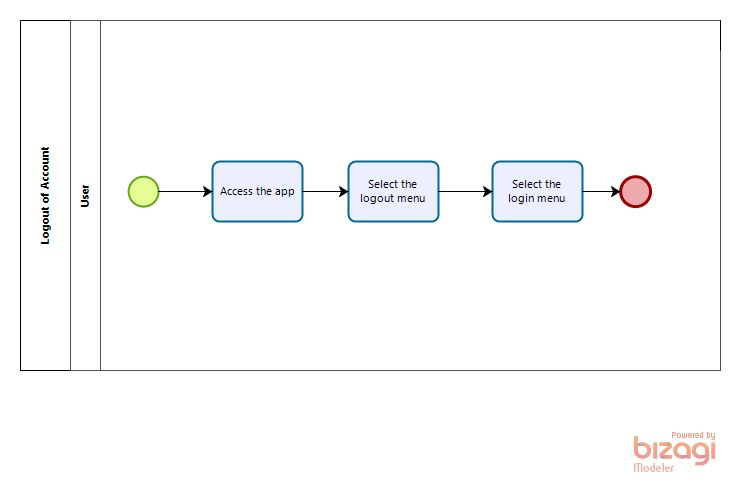 Logout of Account
User
Access the app
Select the
logout menu
Select the
login menu
Powered by
bizagi
Modeler